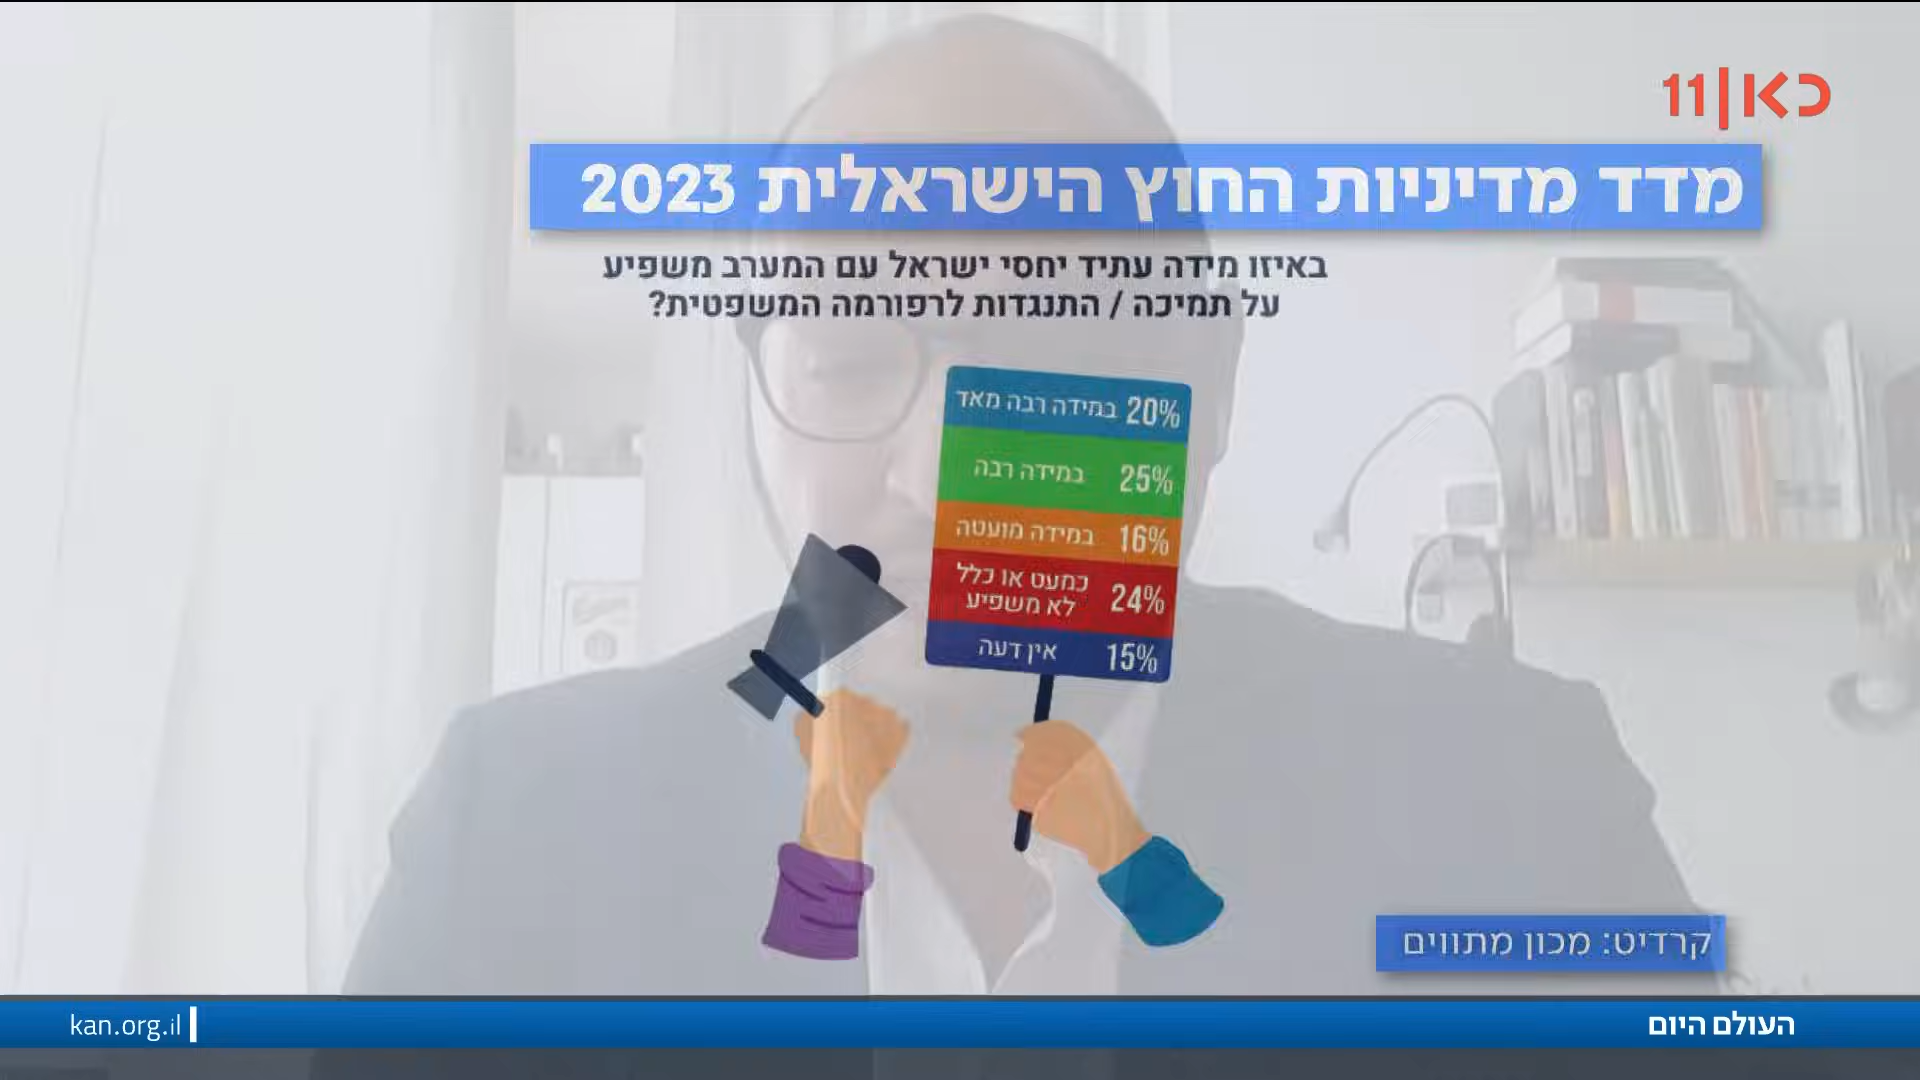 כאן|11
מדד מדיניות החוץ הישראלית 2023
באיזו מידה עתיד יחסי ישראל עם המערב משפיע
על תמיכה / התנגדות לרפורמה המשפטית?
20% במידה רבה מאד
25% במידה רבה
16% במידה מועטה
24% כמעט או כלל
לא משפיע
15% אין דעה
קרדיט: מכון מתווים
העולם היום
kan.org.il